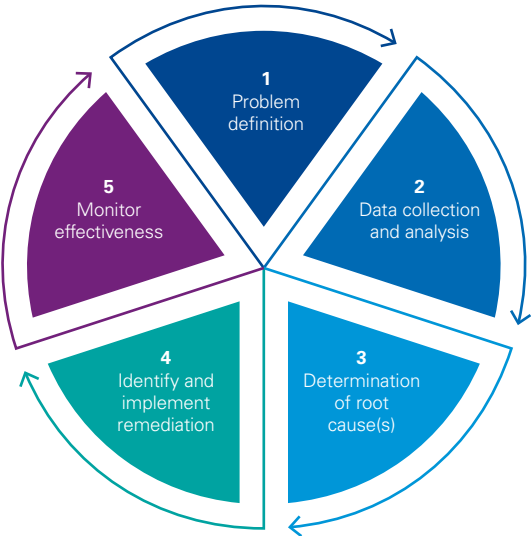 1
Problem
definition
2
Data collection
and analysis
3
Determination
of root
cause(s)
4
Identify and
implement
remediation
5
Monitor
effectiveness